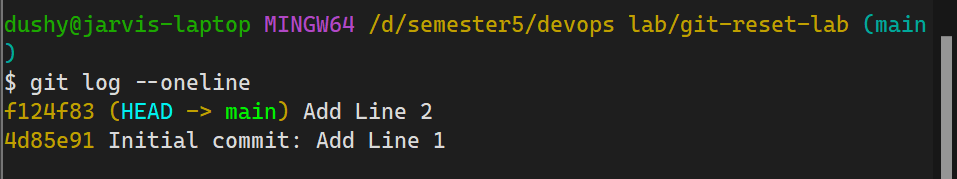 dushy@jarvis-laptop MINGW64 /d/semester5/devops lab/git-reset-lab (main
)
$ git log --oneline
f124f83 (HEAD -> main) Add Line 2
4d85e91 Initial commit: Add Line 1